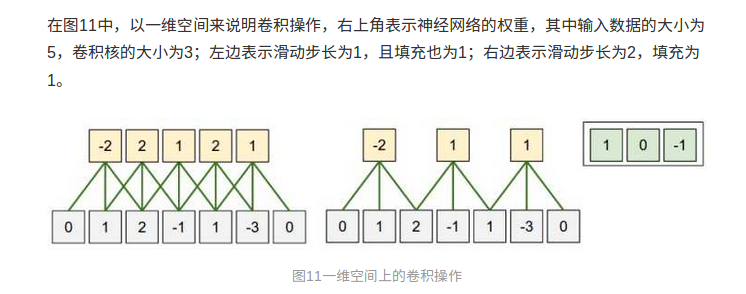 在图11中，以一维空间来说明卷积操作，右上角表示神经网络的权重，其中输入数据的大小为
5，卷积核的大小为3；左边表示滑动步长为1，且填充也为1；右边表示滑动步长为2，填充为
1。
-2 2 1 2 1 -2 1 1 1 0 -1
0 1 2 -1 1 -3 0 0 1 2 -1 1 -3 0
图11一维空间上的卷积操作